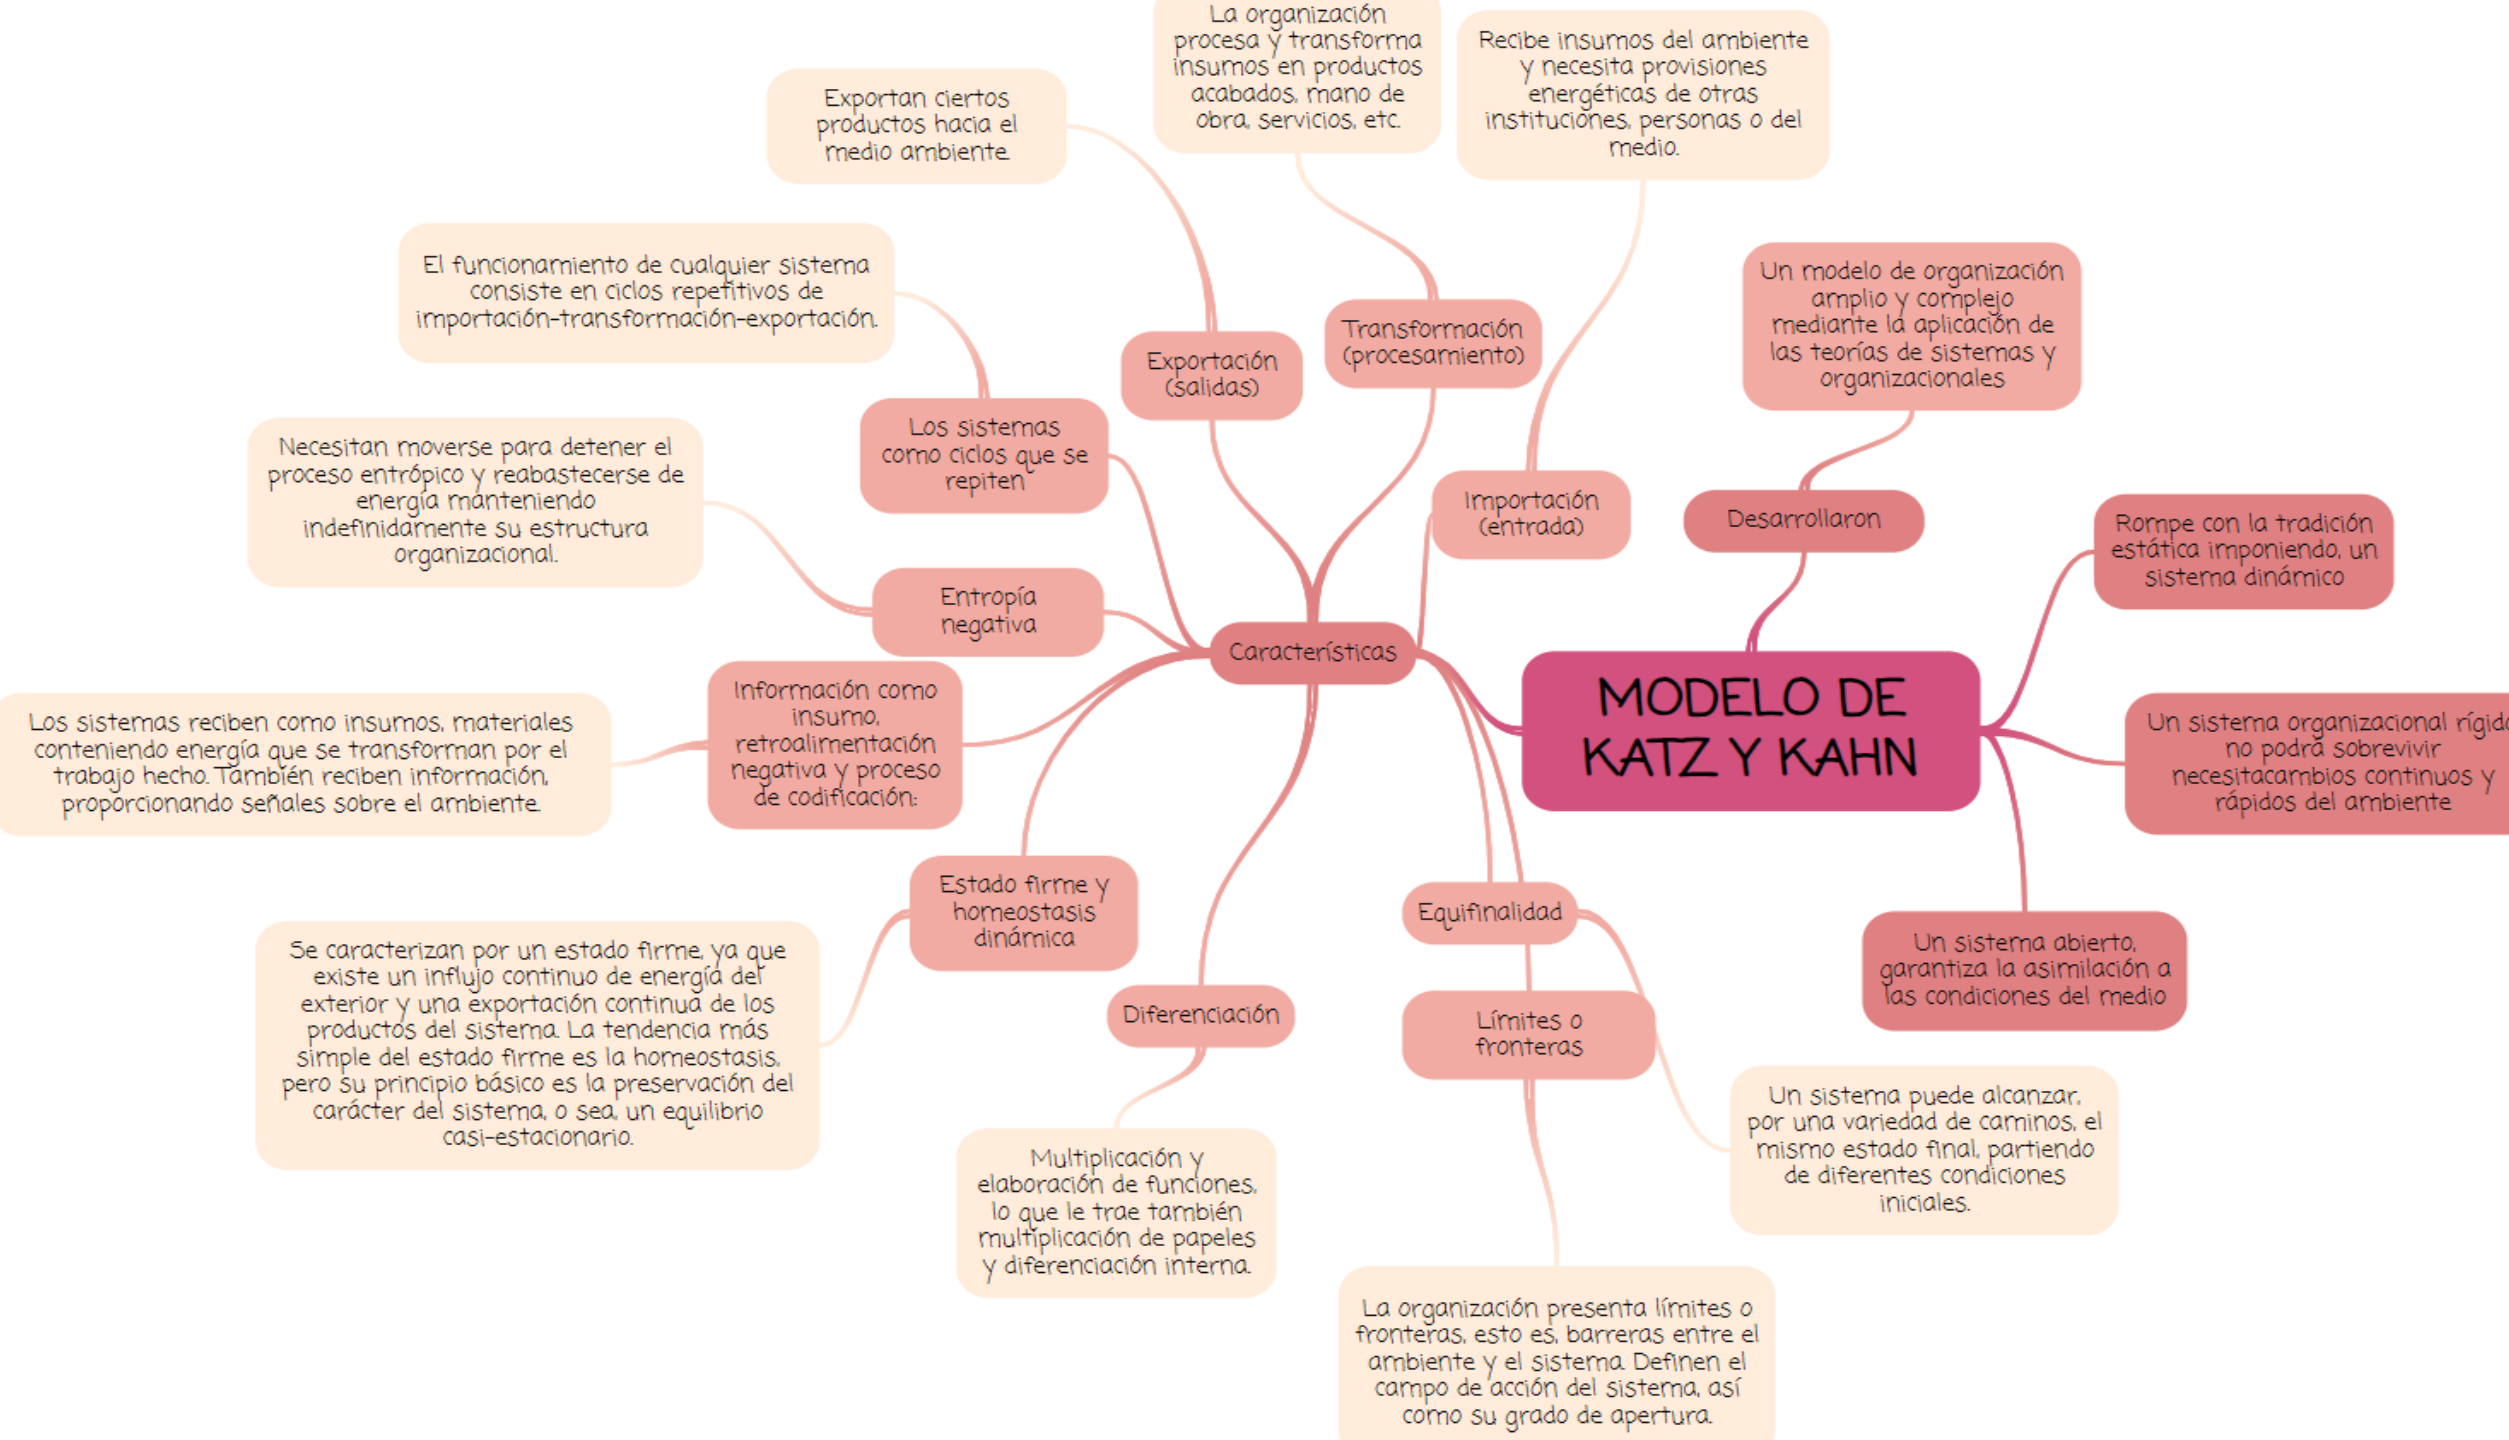 La organización
procesa y transforma
insumos en productos
acabados, mano de
obra, servicios, etc.
Recibe insumos del ambiente
y necesita provisiones
energéticas de otras
instituciones, personas o del
medio.
Exportan ciertos
productos hacia el
medio ambiente.
El funcionamiento de cualquier sistema
consiste en ciclos repetitivos de
importación-transformación-exportación.
Un modelo de organización
amplio y complejo
mediante la aplicación de
las teorías de sistemas y
organizacionales
Transformación
(procesamiento)
Exportación
(salidas)
Los sistemas
como ciclos que se
repiten
Necesitan moverse para detener el
proceso entrópico y reabastecerse de
energía manteniendo
indefinidamente su estructura
organizacional.
Importación
(entrada)
Desarrollaron
Rompe con la tradición
estática imponiendo, un
sistema dinámico
Entropía
negativa
Características
MODELO DE
KATZ Y KAHN
Información como
insumo,
retroalimentación
negativa y proceso
de codificación:
Los sistemas reciben como insumos, materiales
conteniendo energía que se transforman por el
trabajo hecho. También reciben información,
proporcionando señales sobre el ambiente.
Un sistema organizacional
no podrá sobrevivir
necesitacambios continuos y
rápidos del ambiente
Estado firme y
homeostasis
dinámica
Equifinalidad
Un sistema abierto,
garantiza la asimilación a
las condiciones del medio
Se caracterizan por un estado firme, ya que
existe un influjo continuo de energía del
exterior y una exportación continua de los
productos del sistema. La tendencia más
simple del estado firme es la homeostasis,
pero su principio básico es la preservación del
carácter del sistema, o sea, un equilibrio
casi-estacionario.
Diferenciación
Límites o
fronteras
Un sistema puede alcanzar,
por una variedad de caminos, el
mismo estado final, partiendo
de diferentes condiciones
iniciales.
Multiplicación y
elaboración de funciones,
lo que le trae también
multiplicación de papeles
y diferenciación interna.
La organización presenta límites o
fronteras, esto es, barreras entre el
ambiente y el sistema. Definen el
campo de acción del sistema, así
como su grado de apertura.